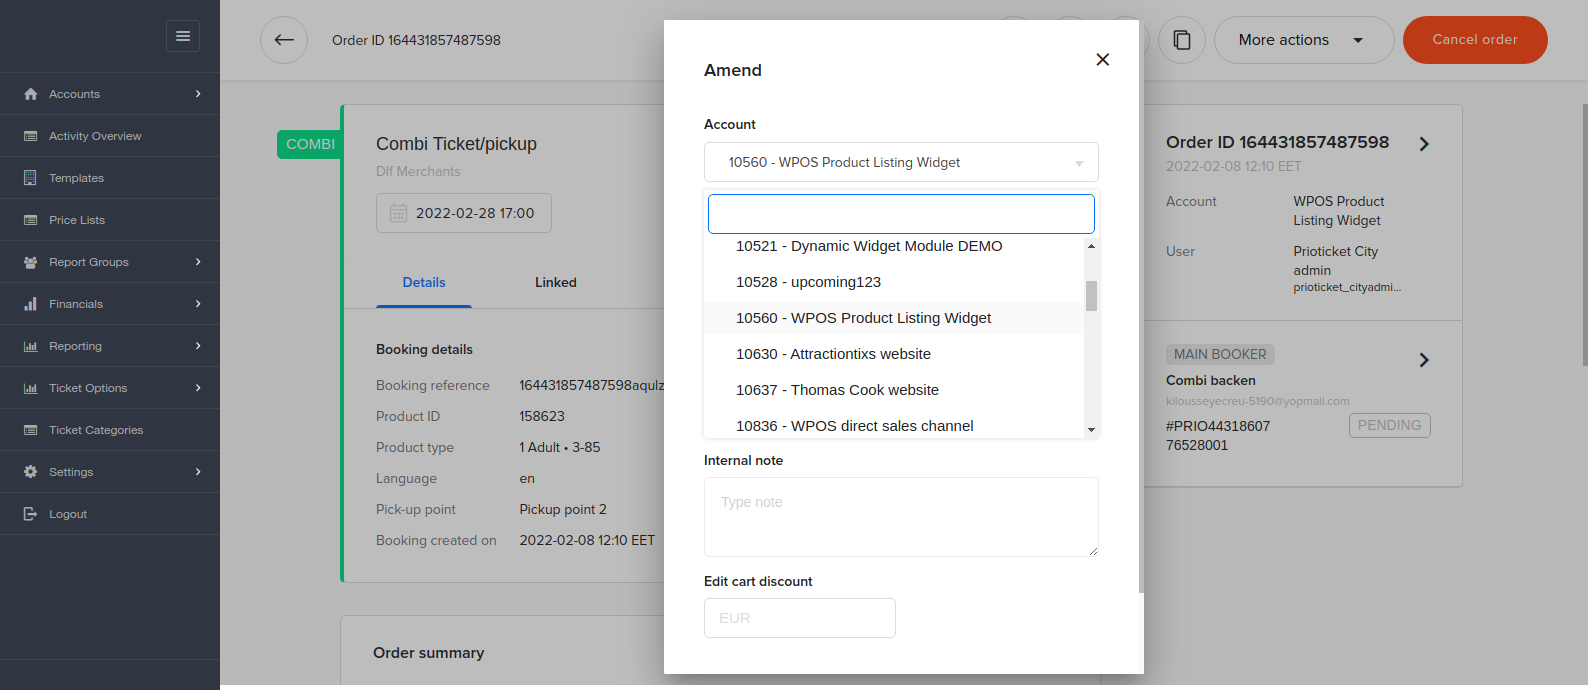 Accounts
Activity Overview
Templates
Price Lists
Report Groups
Financials
Reporting
Ticket Options
Ticket Categories
Settings
Logout
Order ID 164431857487598
More actions
Cancel order
COMBI
Combi Ticket/pickup
Dlf Merchants
2022-02-28 17:00
Details
Linked
Booking details
Booking reference 164431857487598aqulz
Product ID 158623
Product type 1 Adult • 3-85
Language en
Pick-up point Pickup point 2
Booking created on 2022-02-08 12:10 EET
Order summary
Amend
Account
10560 - WPOS Product Listing Widget
10521 - Dynamic Widget Module DEMO
10528 - upcoming123
10560 - WPOS Product Listing Widget
10630 - Attractiontixs website
10637 - Thomas Cook website
10836 - WPOS direct sales channel
Internal note
Type note
Edit cart discount
EUR
Order ID 164431857487598
2022-02-08 12:10 EET
Account WPOS Product
Listing Widget
User Prioticket City
admin
prioticket_cityadmi...
MAIN BOOKER
Combi backen
kilousseyecreu-5190@yopmail.com
#PRIO44318607
76528001
PENDING